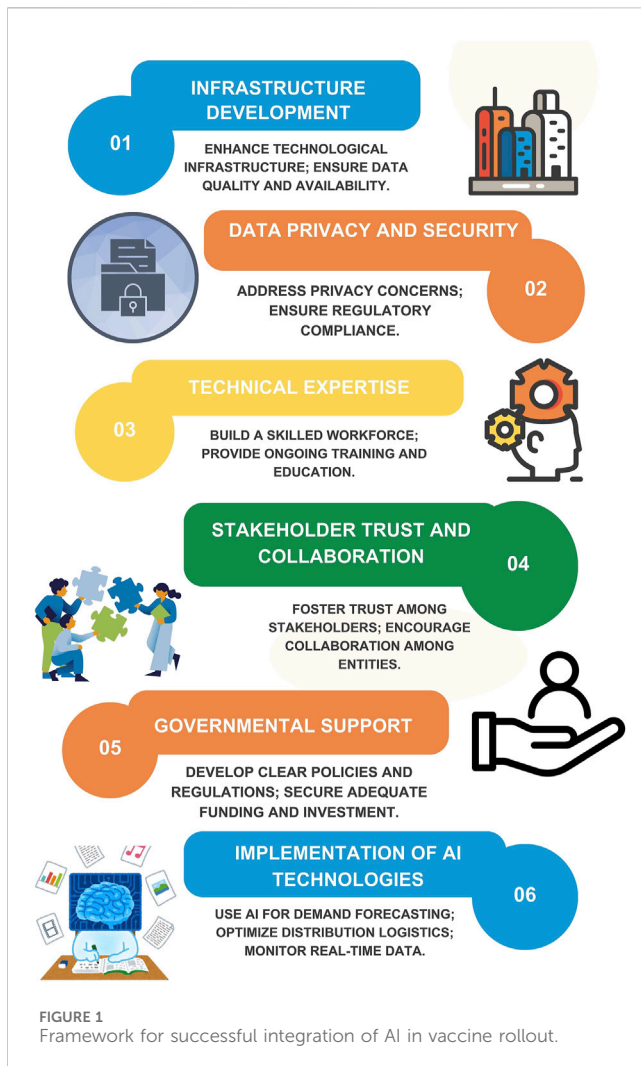 INFRASTRUCTURE
DEVELOPMENT
01
ENHANCE TECHNOLOGICAL
INFRASTRUCTURE; ENSURE DATA
QUALITY AND AVAILABILITY.
DATA PRIVACY AND SECURITY
02
ADDRESS PRIVACY CONCERNS;
ENSURE REGULATORY
COMPLIANCE.
TECHNICAL EXPERTISE
03
BUILD A SKILLED WORKFORCE;
PROVIDE ONGOING TRAINING AND
EDUCATION.
STAKEHOLDER TRUST AND
COLLABORATION
04
FOSTER TRUST AMONG
STAKEHOLDERS; ENCOURAGE
COLLABORATION AMONG
ENTITIES.
GOVERNMENTAL SUPPORT
05
DEVELOP CLEAR POLICIES AND
REGULATIONS; SECURE ADEQUATE
FUNDING AND INVESTMENT.
IMPLEMENTATION OF AI
TECHNOLOGIES
06
USE AI FOR DEMAND FORECASTING;
OPTIMIZE DISTRIBUTION LOGISTICS;
MONITOR REAL-TIME DATA.
FIGURE 1
Framework for successful integration of AI in vaccine rollout.